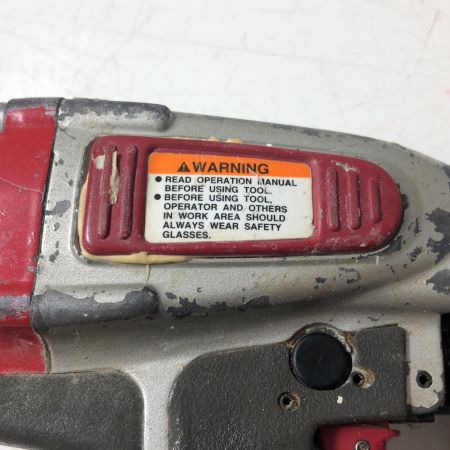 WARNING
● READ OPERATION MANUAL
BEFORE USING TOOL.
● BEFORE USING TOOL,
OPERATOR AND OTHERS
IN WORK AREA SHOULD
ALWAYS WEAR SAFETY
GLASSES.